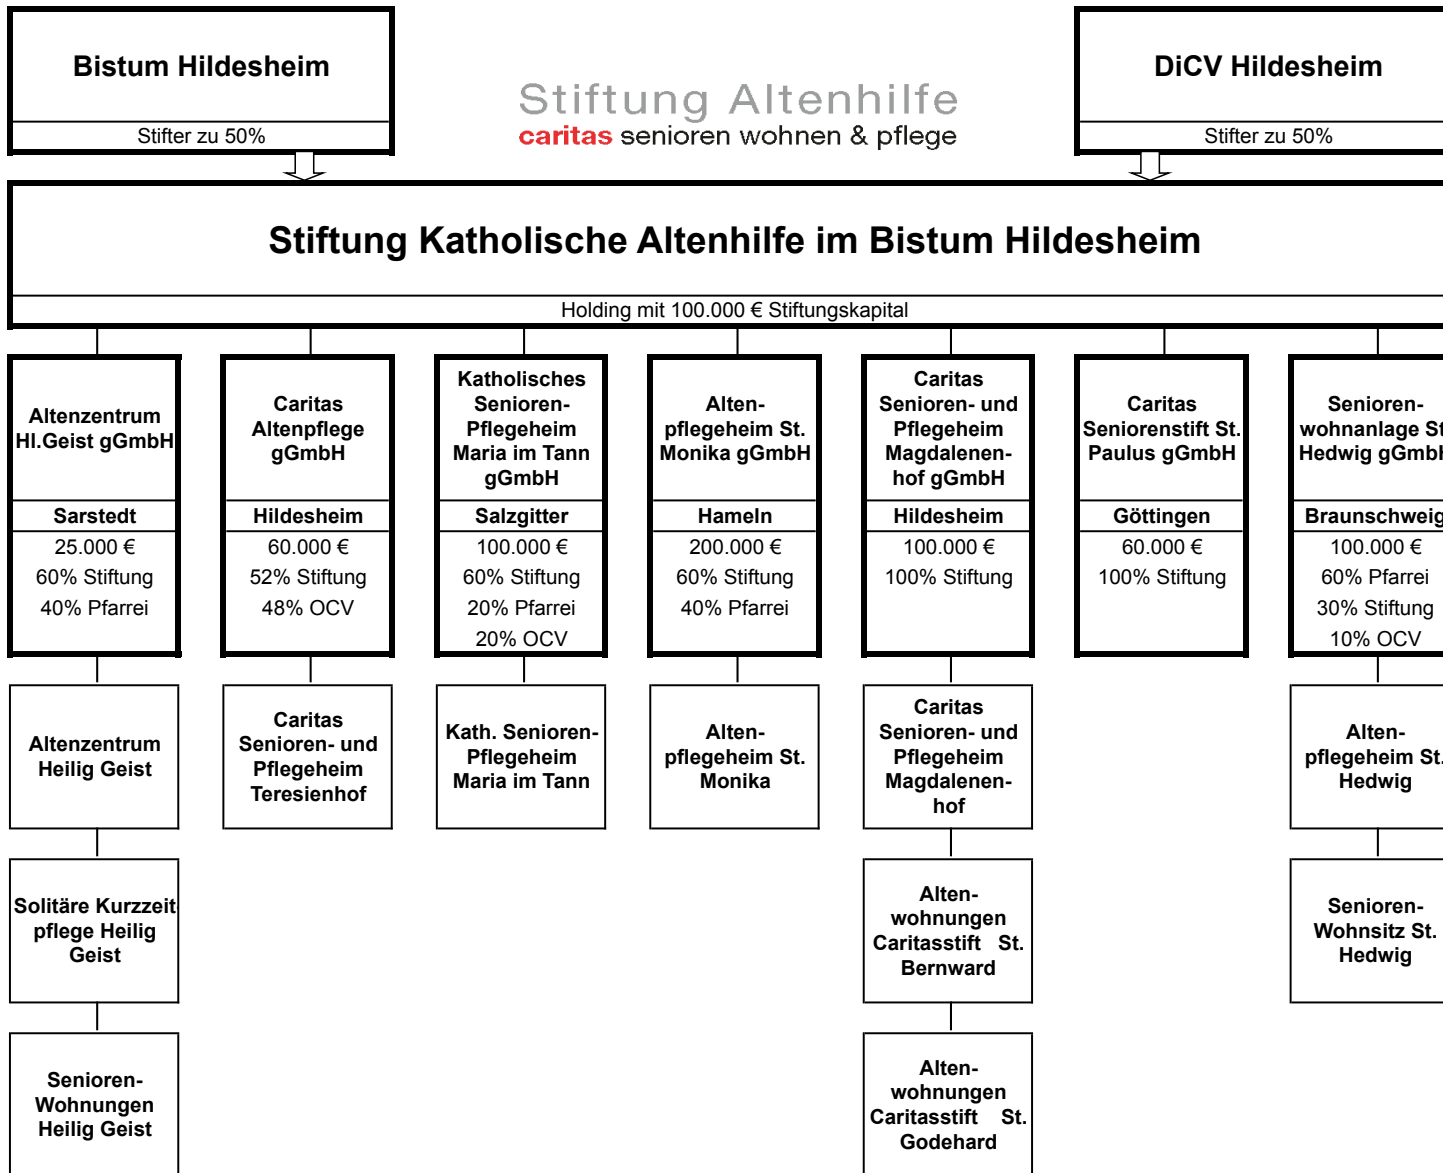 Bistum Hildesheim
Stifter zu 50%
Stiftung Altenhilfe
caritas senioren wohnen & pflege
DiCV Hildesheim
Stifter zu 50%
Stiftung Katholische Altenhilfe im Bistum Hildesheim
Holding mit 100.000 € Stiftungskapital
Altenzentrum
Hl.Geist gGmbH
Sarstedt
25.000 €
60% Stiftung
40% Pfarrei
Caritas
Altenpflege
gGmbH
Hildesheim
60.000 €
52% Stiftung
48% OCV
Katholisches
Senioren-
Pflegeheim
Maria im Tann
gGmbH
Salzgitter
100.000 €
60% Stiftung
20% Pfarrei
20% OCV
Alten-
pflegeheim St.
Monika gGmbH
Hameln
200.000 €
60% Stiftung
40% Pfarrei
Caritas
Senioren- und
Pflegeheim
Magdalenen-
hof gGmbH
Hildesheim
100.000 €
100% Stiftung
Caritas
Seniorenstift St.
Paulus gGmbH
Göttingen
60.000 €
100% Stiftung
Senioren-
wohnanlage St
Hedwig gGmbH
Braunschweig
100.000 €
60% Pfarrei
30% Stiftung
10% OCV
Altenzentrum
Heilig Geist
Caritas
Senioren- und
Pflegeheim
Teresienhof
Kath. Senioren-
Pflegeheim
Maria im Tann
Alten-
pflegeheim St.
Monika
Caritas
Senioren- und
Pflegeheim
Magdalenen-
hof
Alten-
pflegeheim St.
Hedwig
Solitäre Kurzzeit
pflege Heilig
Geist
Alten-
wohnungen
Caritasstift St.
Bernward
Senioren-
Wohnsitz St.
Hedwig
Senioren-
Wohnungen
Heilig Geist
Alten-
wohnungen
Caritasstift St.
Godehard